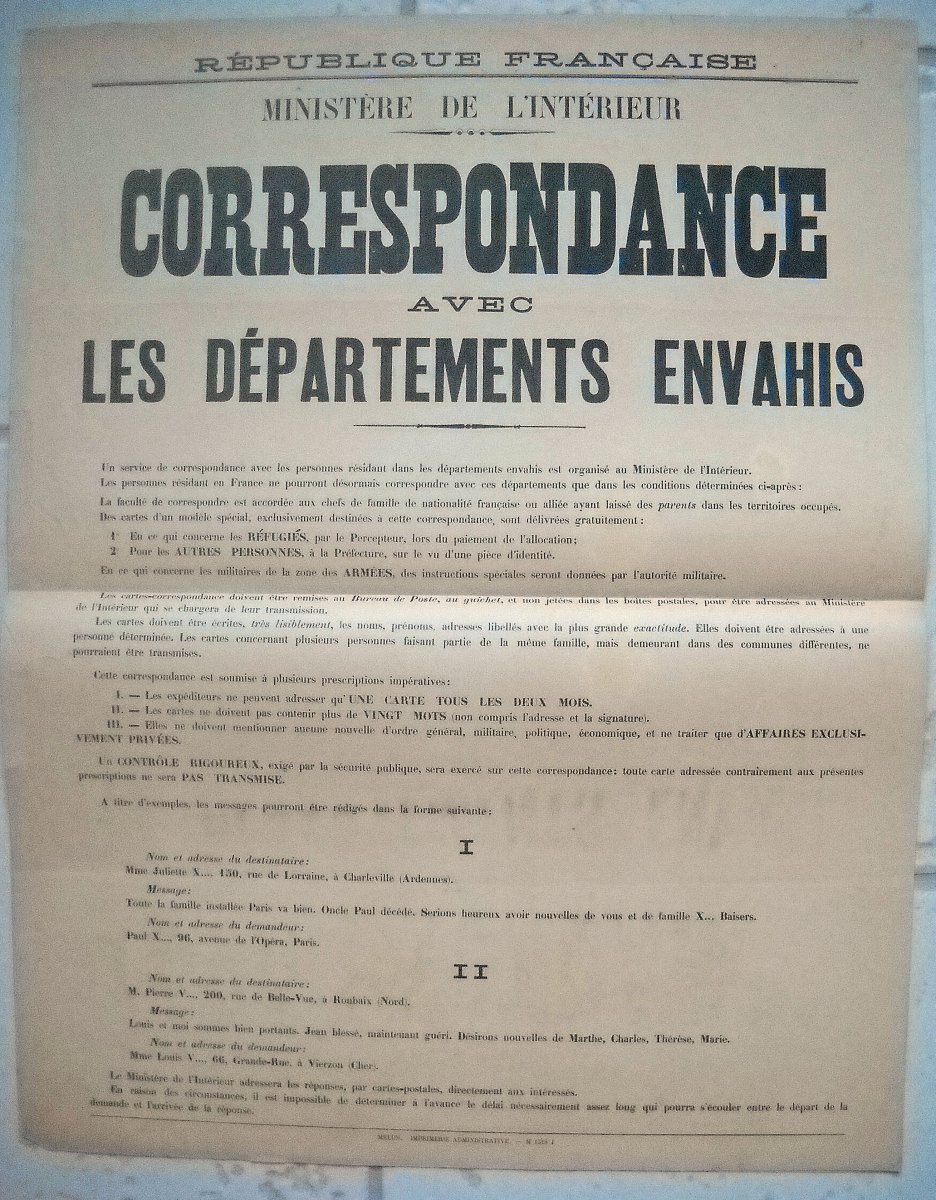 RÉPUBLIQUE FRANÇAISE
MINISTÈRE DE L'INTÉRIEUR
CORRESPONDANCE
AVEC
LES DÉPARTEMENTS ENVAHIS
Un service de correspondance avec les personnes résidant dans les départements envahis est organisé au Ministère de l'Intérieur.
Les personnes résidant en France ne pourront désormais correspondre avec ces départements que dans les conditions déterminées ci-après :
La faculté de correspondre est accordée aux chefs de famille de nationalité française ou alliée ayant laissé des parents dans les territoires occupés.
Des cartes d'un modèle spécial, exclusivement destinées à cette correspondance, sont délivrées gratuitement :
1° En ce qui concerne les RÉFUGIÉS, par le Percepteur, lors du paiement de l'allocation;
2° Pour les AUTRES PERSONNES, à la Préfecture, sur le vu d'une pièce d'identité.
En ce qui concerne les militaires de la zone des ARMÉES, des instructions spéciales seront données par l'autorité militaire.
Les cartes-correspondance doivent être remises au Bureau de Poste, au guichet, et non jetées dans les boîtes postales, pour être adressées au Ministère
de l'Intérieur qui se chargera de leur transmission.
Les cartes doivent être écrites, très lisiblement, les noms, prénoms, adresses libellés avec la plus grande exactitude. Elles doivent être adressées à une
personne déterminée. Les cartes concernant plusieurs personnes faisant partie de la même famille, mais demeurant dans des communes différentes, ne
pourraient être transmises.
Cette correspondance est soumise à plusieurs prescriptions impératives :
I. — Les expéditeurs ne peuvent adresser qu'UNE CARTE TOUS LES DEUX MOIS.
II. — Les cartes ne doivent pas contenir plus de VINGT MOTS (non compris l'adresse et la signature).
III. — Elles ne doivent mentionner aucune nouvelle d'ordre général, militaire, politique, économique, et ne traiter que d'AFFAIRES EXCLUSI-
VEMENT PRIVÉES.
Un CONTRÔLE RIGOUREUX, exigé par la sécurité publique, sera exercé sur cette correspondance: toute carte adressée contrairement aux présentes
prescriptions ne sera PAS TRANSMISE.
A titre d'exemples, les messages pourront être rédigés dans la forme suivante :
I
Nom et adresse du destinataire :
Mme Juliette X..., 150, rue de Lorraine, à Charleville (Ardennes).
Message :
Toute la famille installée Paris va bien. Oncle Paul décédé. Serions heureux avoir nouvelles de vous et de famille X... Baisers.
Nom et adresse du demandeur :
Paul X..., 96, avenue de l'Opéra, Paris.
II
Nom et adresse du destinataire :
M. Pierre V..., 200, rue de Belle-Vue, à Roubaix (Nord).
Message :
Louis et moi sommes bien portants. Jean blessé, maintenant guéri. Désirons nouvelles de Marthe, Charles, Thérèse, Marie.
Nom et adresse du demandeur :
Mme Louis V..., 66, Grande-Rue, à Vierzon (Cher).
Le Ministère de l'Intérieur adressera les réponses, par cartes-postales, directement aux intéressés.
En raison des circonstances, il est impossible de déterminer à l'avance le délai nécessairement assez long qui pourra s'écouler entre le départ de la
demande et l'arrivée de la réponse.
MELUN. IMPRIMERIE ADMINISTRATIVE. — M